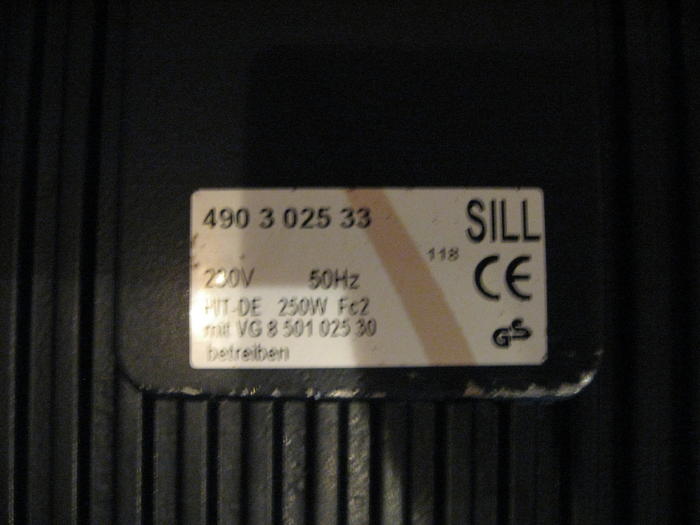 490 3 025 33 SILL
118
230V 50Hz CE
HIT-DE 250W Fc2
mit VG 8 501 025 30 GS
betreiben